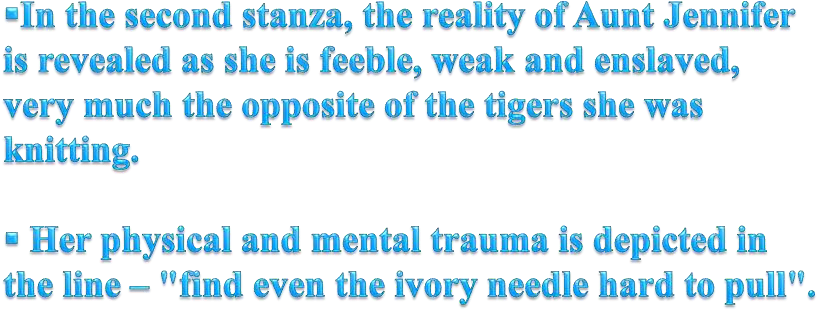 ▪In the second stanza, the reality of Aunt Jennifer
is revealed as she is feeble, weak and enslaved,
very much the opposite of the tigers she was
knitting.
▪ Her physical and mental trauma is depicted in
the line – "find even the ivory needle hard to pull".